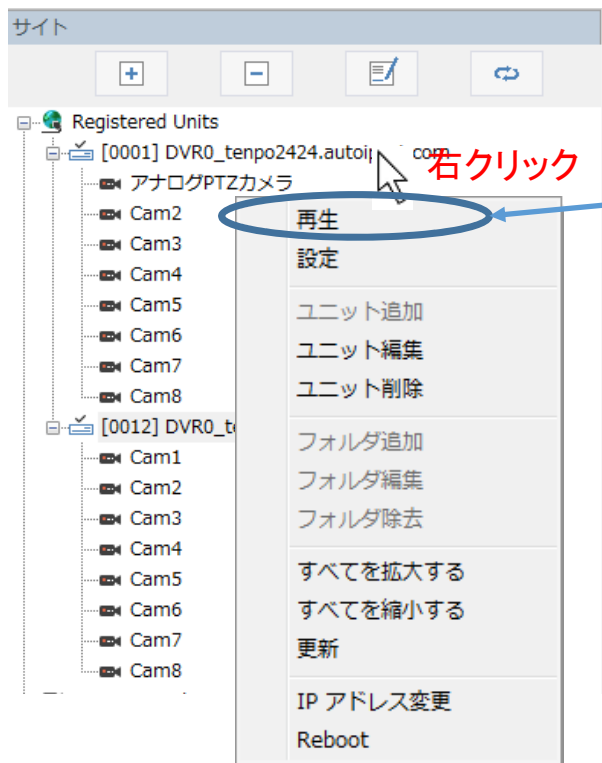 サイト
Registered Units
[0001] DVR0_tenpo2424.autoip com
右クリック
アナログPTZカメラ
Cam2
Cam3
Cam4
Cam5
Cam6
Cam7
Cam8
[0012] DVR0_te
Cam1
Cam2
Cam3
Cam4
Cam5
Cam6
Cam7
Cam8
再生
設定
ユニット追加
ユニット編集
ユニット削除
フォルダ追加
フォルダ編集
フォルダ除去
すべてを拡大する
すべてを縮小する
更新
IP アドレス変更
Reboot